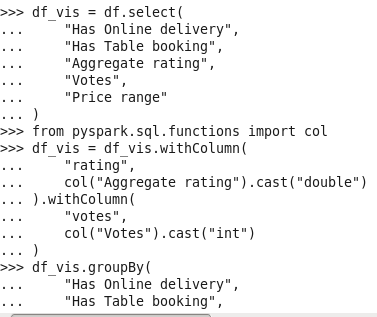 >>> df_vis = df.select(
...     "Has Online delivery",
...     "Has Table booking",
...     "Aggregate rating",
...     "Votes",
...     "Price range"
... )
>>> from pyspark.sql.functions import col
>>> df_vis = df_vis.withColumn(
...     "rating",
...     col("Aggregate rating").cast("double")
... ).withColumn(
...     "votes",
...     col("Votes").cast("int")
... )
>>> df_vis.groupBy(
...     "Has Online delivery",
...     "Has Table booking",